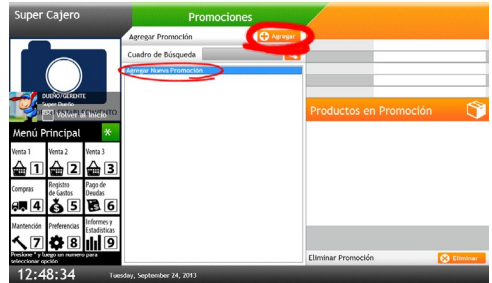 Super Cajero
Promociones
Agregar Promoción
Agregar
Cuadro de Búsqueda
Agregar Nueva Promoción
DUEÑO/GERENTE
Super Dueño
ESC Volver al Inicio
Productos en Promoción
Menú Principal *
Venta 1 Venta 2 Venta 3
1 2 3
Compras Registro de Gastos Pago de Deudas
4 5 6
Mantención Preferencias Informes y Estadísticas
7 8 9
Presione * y luego un numero para
seleccionar opción
Eliminar Promoción
Eliminar
12:48:34
Tuesday, September 24, 2013